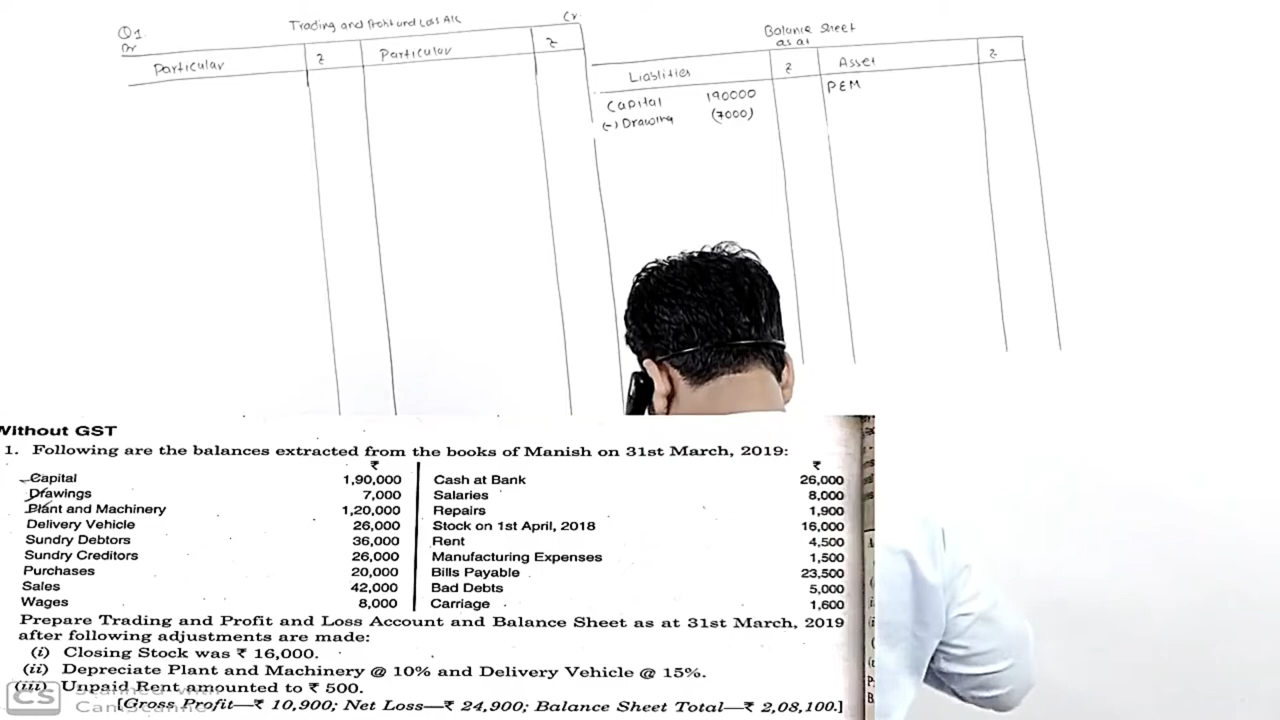 Q1. Trading and Profit and Loss A/c
Dr Cr.
Particular ₹ Particular ₹
Balance Sheet
as at
Liablities ₹ Asset ₹
Capital 190000 P&M
(-) Drawing (7000)
Without GST
1. Following are the balances extracted from the books of Manish on 31st March, 2019:
₹ ₹
Capital 1,90,000 Cash at Bank 26,000
Drawings 7,000 Salaries 8,000
Plant and Machinery 1,20,000 Repairs 1,900
Delivery Vehicle 26,000 Stock on 1st April, 2018 16,000
Sundry Debtors 36,000 Rent 4,500
Sundry Creditors 26,000 Manufacturing Expenses 1,500
Purchases 20,000 Bills Payable 23,500
Sales 42,000 Bad Debts 5,000
Wages 8,000 Carriage 1,600
Prepare Trading and Profit and Loss Account and Balance Sheet as at 31st March, 2019
after following adjustments are made:
(i) Closing Stock was ₹ 16,000.
(ii) Depreciate Plant and Machinery @ 10% and Delivery Vehicle @ 15%.
(iii) Unpaid Rent amounted to ₹ 500.
[Gross Profit—₹ 10,900; Net Loss—₹ 24,900; Balance Sheet Total—₹ 2,08,100.]
CS Scanned with
CamScanner